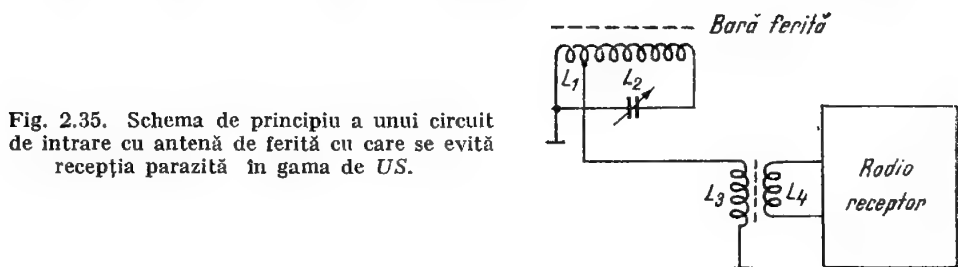 Fig. 2.35. Schema de principiu a unui circuit
de intrare cu antenă de ferită cu care se evită
recepția parazită în gama de US.
Bară ferită
L1
L2
L3
L4
Radio
receptor